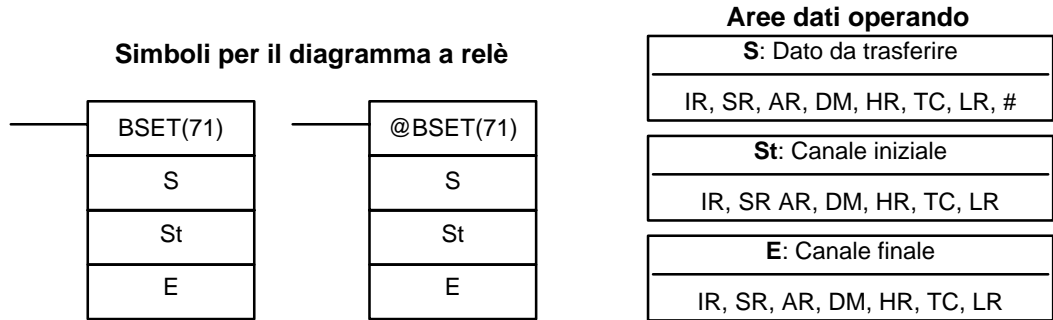 Simboli per il diagramma a relè
BSET(71)
S
St
E
@BSET(71)
S
St
E
Aree dati operando
S: Dato da trasferire
IR, SR, AR, DM, HR, TC, LR, #
St: Canale iniziale
IR, SR AR, DM, HR, TC, LR
E: Canale finale
IR, SR, AR, DM, HR, TC, LR